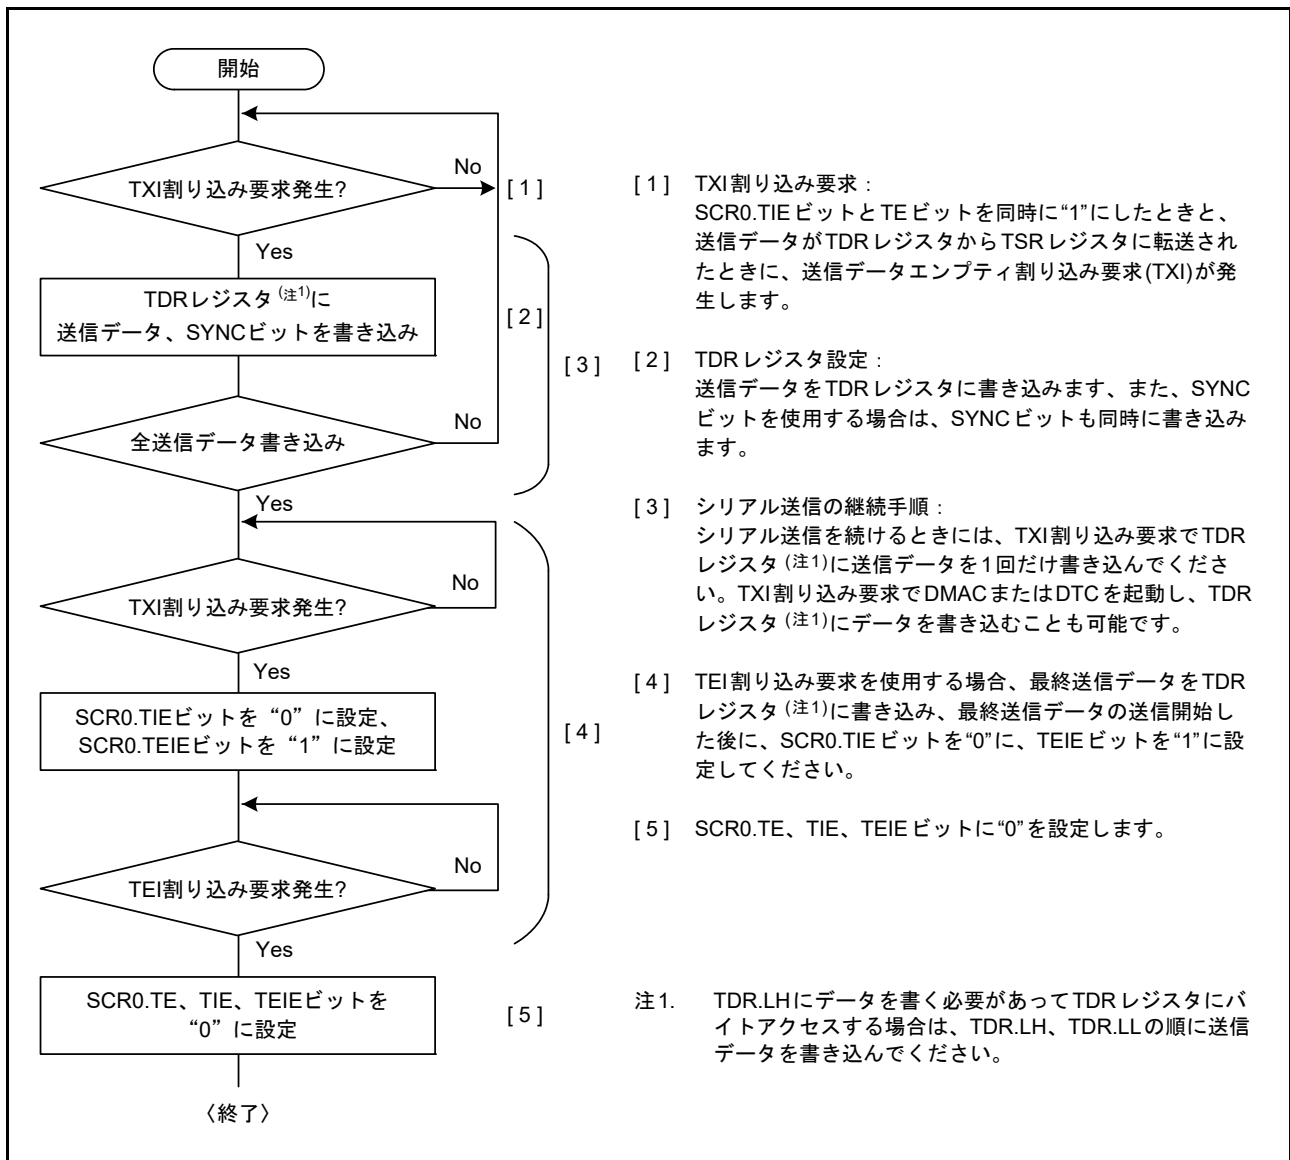 開始
TXI割り込み要求発生?
No
[ 1 ]
Yes
TDRレジスタ(注1)に
送信データ、SYNCビットを書き込み
[ 2 ]
[ 3 ]
全送信データ書き込み
No
Yes
TXI割り込み要求発生?
No
Yes
SCR0.TIEビットを“0”に設定、
SCR0.TEIEビットを“1”に設定
[ 4 ]
TEI割り込み要求発生?
No
Yes
SCR0.TE、TIE、TEIEビットを
“0”に設定
[ 5 ]
〈終了〉
[ 1 ] TXI割り込み要求:
SCR0.TIEビットとTEビットを同時に“1”にしたときと、
送信データがTDRレジスタからTSRレジスタに転送され
たときに、送信データエンプティ割り込み要求(TXI)が発
生します。
[ 2 ] TDRレジスタ設定:
送信データをTDRレジスタに書き込みます、また、SYNC
ビットを使用する場合は、SYNCビットも同時に書き込み
ます。
[ 3 ] シリアル送信の継続手順:
シリアル送信を続けるときには、TXI割り込み要求でTDR
レジスタ(注1)に送信データを1回だけ書き込んでくださ
い。TXI割り込み要求でDMACまたはDTCを起動し、TDR
レジスタ(注1)にデータを書き込むことも可能です。
[ 4 ] TEI割り込み要求を使用する場合、最終送信データをTDR
レジスタ(注1)に書き込み、最終送信データの送信開始し
た後に、SCR0.TIEビットを“0”に、TEIEビットを“1”に設
定してください。
[ 5 ] SCR0.TE、TIE、TEIEビットに“0”を設定します。
注1. TDR.LHにデータを書く必要があってTDRレジスタにバ
イトアクセスする場合は、TDR.LH、TDR.LLの順に送信
データを書き込んでください。